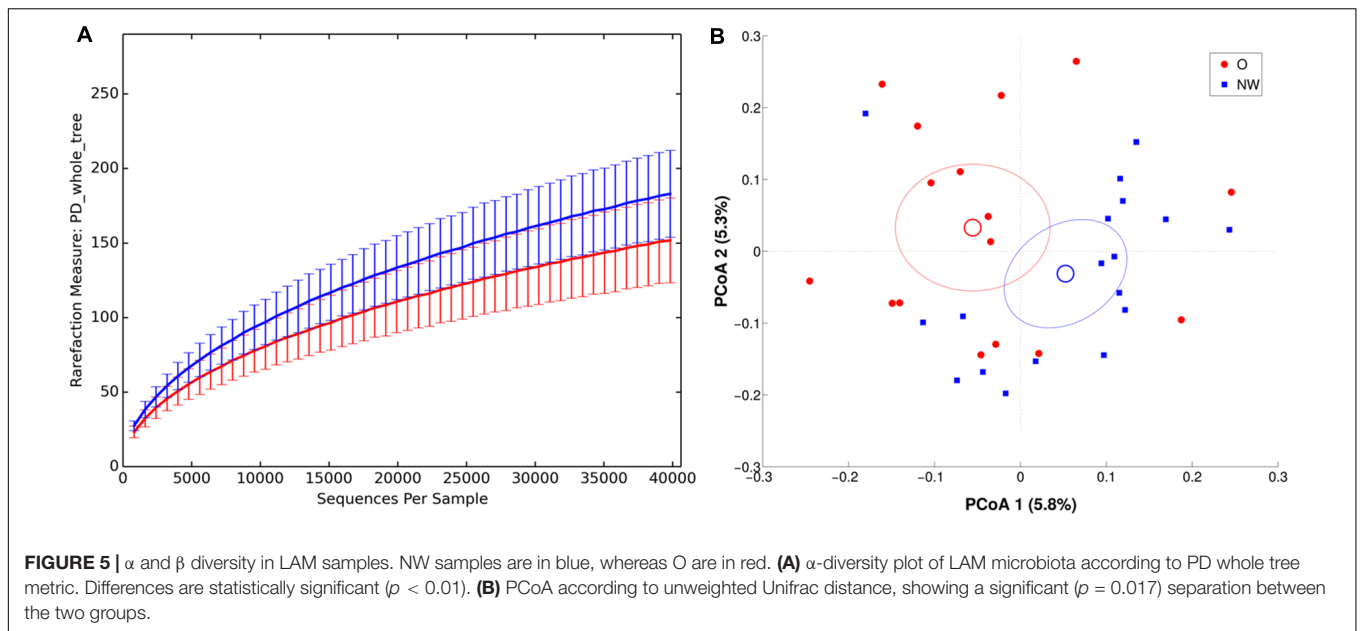 A
Rarefaction Measure: PD_whole_tree
250
200
150
100
50
0
0 5000 10000 15000 20000 25000 30000 35000 40000
Sequences Per Sample
B
O
NW
PCoA 2 (5.3%)
0.3
0.2
0.1
0
−0.1
−0.2
−0.3
−0.3 −0.2 −0.1 0 0.1 0.2 0.3
PCoA 1 (5.8%)
FIGURE 5 | α and β diversity in LAM samples. NW samples are in blue, whereas O are in red. (A) α-diversity plot of LAM microbiota according to PD whole tree
metric. Differences are statistically significant (p < 0.01). (B) PCoA according to unweighted Unifrac distance, showing a significant (p = 0.017) separation between
the two groups.